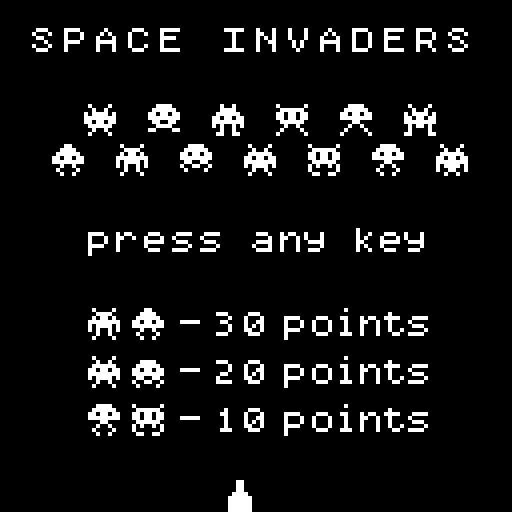 SPACE INVADERS
press any key
- 30 points
- 20 points
- 10 points